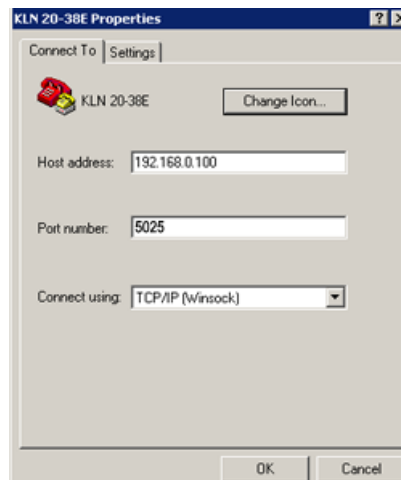 KLN 20-38E Properties
Connect To Settings
KLN 20-38E Change Icon...
Host address: 192.168.0.100
Port number: 5025
Connect using: TCP/IP (Winsock)
OK Cancel